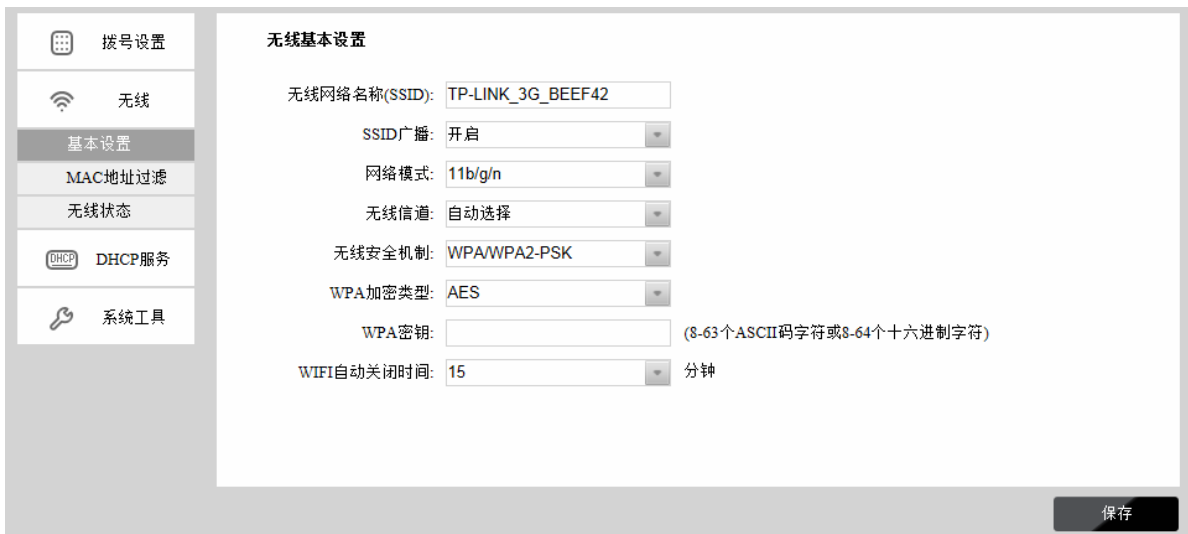 拨号设置
无线
基本设置
MAC地址过滤
无线状态
DHCP DHCP服务
系统工具
无线基本设置
无线网络名称(SSID): TP-LINK_3G_BEEF42
SSID广播: 开启
网络模式: 11b/g/n
无线信道: 自动选择
无线安全机制: WPA/WPA2-PSK
WPA加密类型: AES
WPA密钥: (8-63个ASCII码字符或8-64个十六进制字符)
WIFI自动关闭时间: 15 分钟
保存